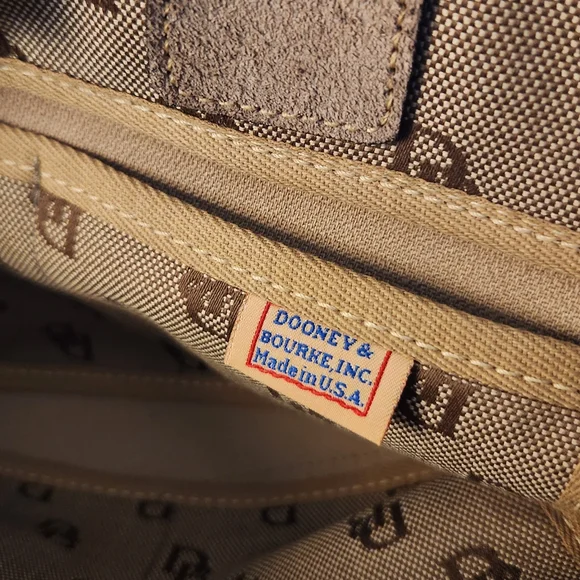 DOONEY &
BOURKE, INC.
Made in U.S.A.